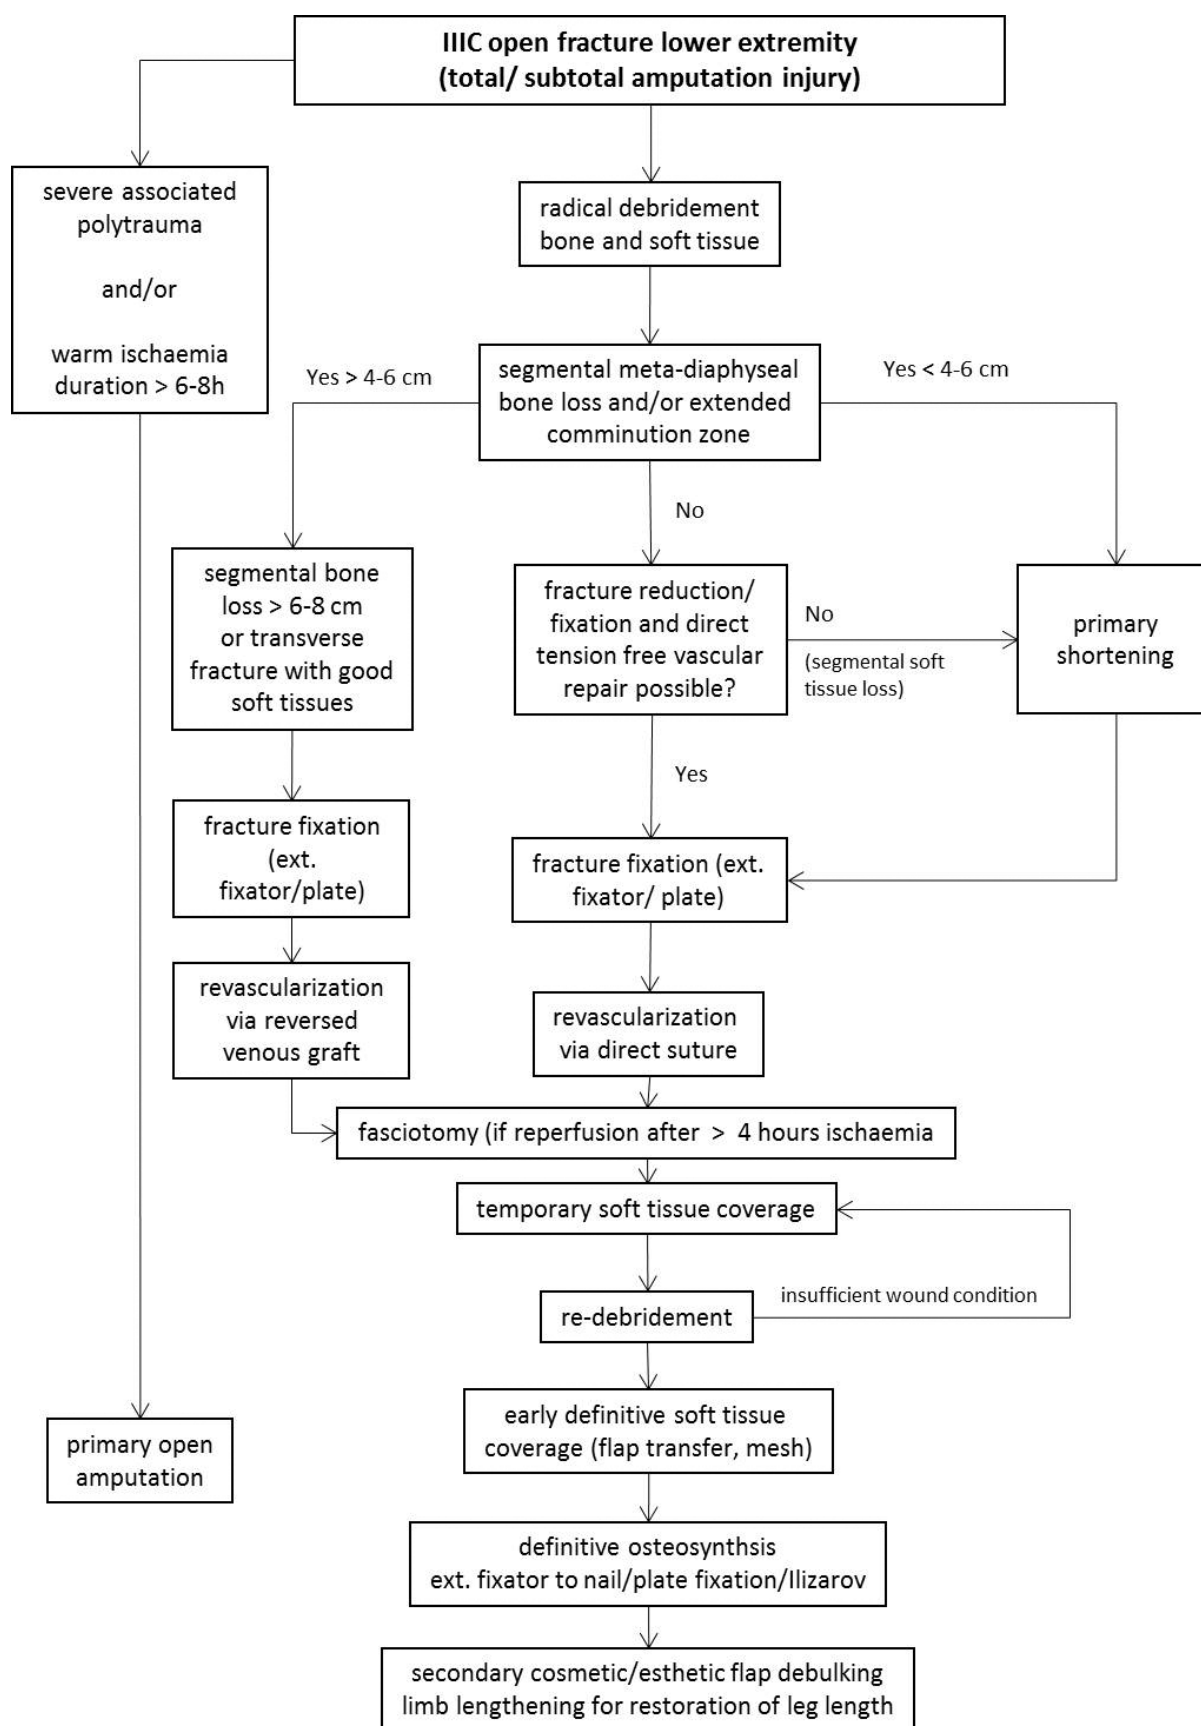 IIIC open fracture lower extremity
(total/ subtotal amputation injury)
severe associated
polytrauma
and/or
warm ischaemia
duration > 6-8h
radical debridement
bone and soft tissue
Yes > 4-6 cm
segmental meta-diaphyseal
bone loss and/or extended
comminution zone
Yes < 4-6 cm
No
segmental bone
loss > 6-8 cm
or transverse
fracture with good
soft tissues
fracture reduction/
fixation and direct
tension free vascular
repair possible?
No
(segmental soft
tissue loss)
primary
shortening
Yes
fracture fixation
(ext.
fixator/plate)
fracture fixation (ext.
fixator/ plate)
revascularization
via reversed
venous graft
revascularization
via direct suture
fasciotomy (if reperfusion after > 4 hours ischaemia
temporary soft tissue coverage
insufficient wound condition
re-debridement
early definitive soft tissue
coverage (flap transfer, mesh)
primary open
amputation
definitive osteosynthsis
ext. fixator to nail/plate fixation/Ilizarov
secondary cosmetic/esthetic flap debulking
limb lengthening for restoration of leg length